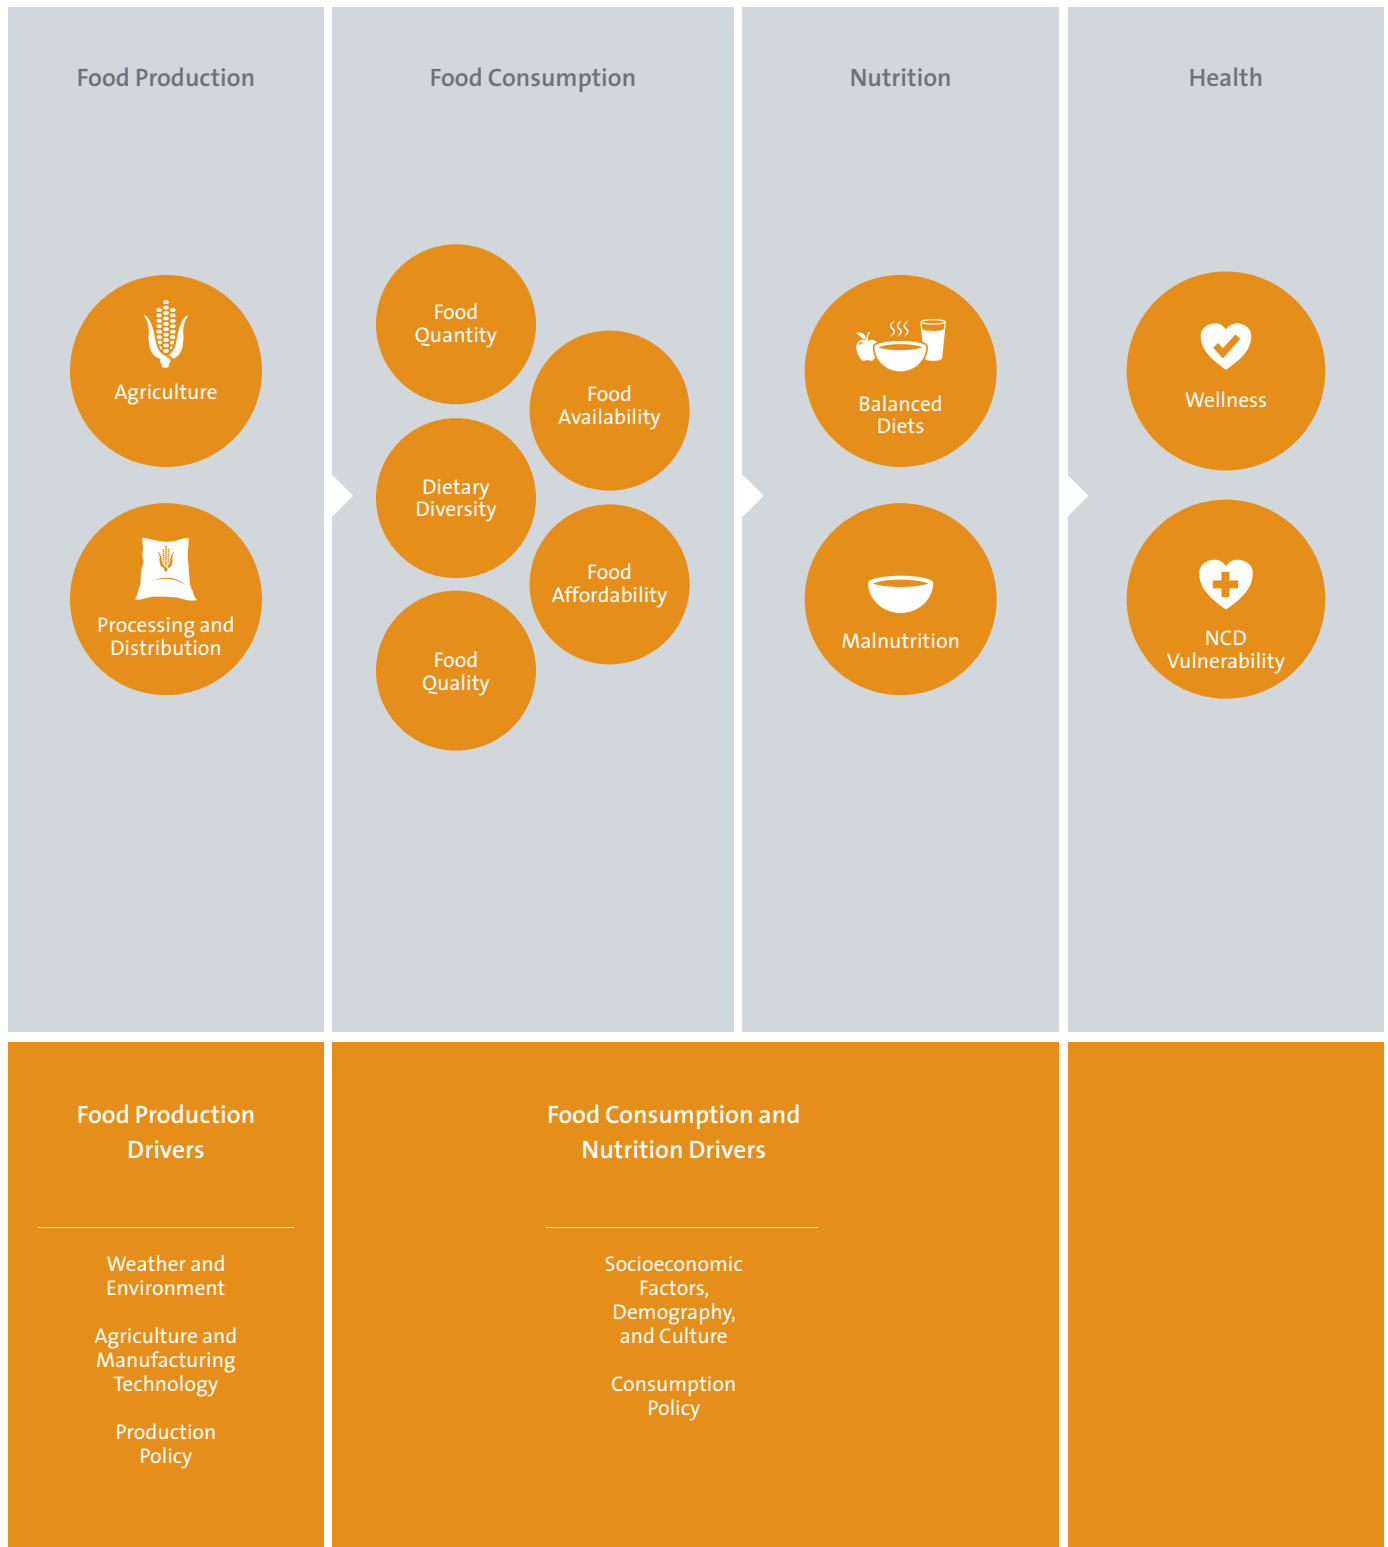 Food Production
Agriculture
Processing and
Distribution
Food Consumption
Food
Quantity
Food
Availability
Dietary
Diversity
Food
Affordability
Food
Quality
Nutrition
Balanced
Diets
Malnutrition
Health
Wellness
NCD
Vulnerability
Food Production
Drivers
Weather and
Environment
Agriculture and
Manufacturing
Technology
Production
Policy
Food Consumption and
Nutrition Drivers
Socioeconomic
Factors,
Demography,
and Culture
Consumption
Policy